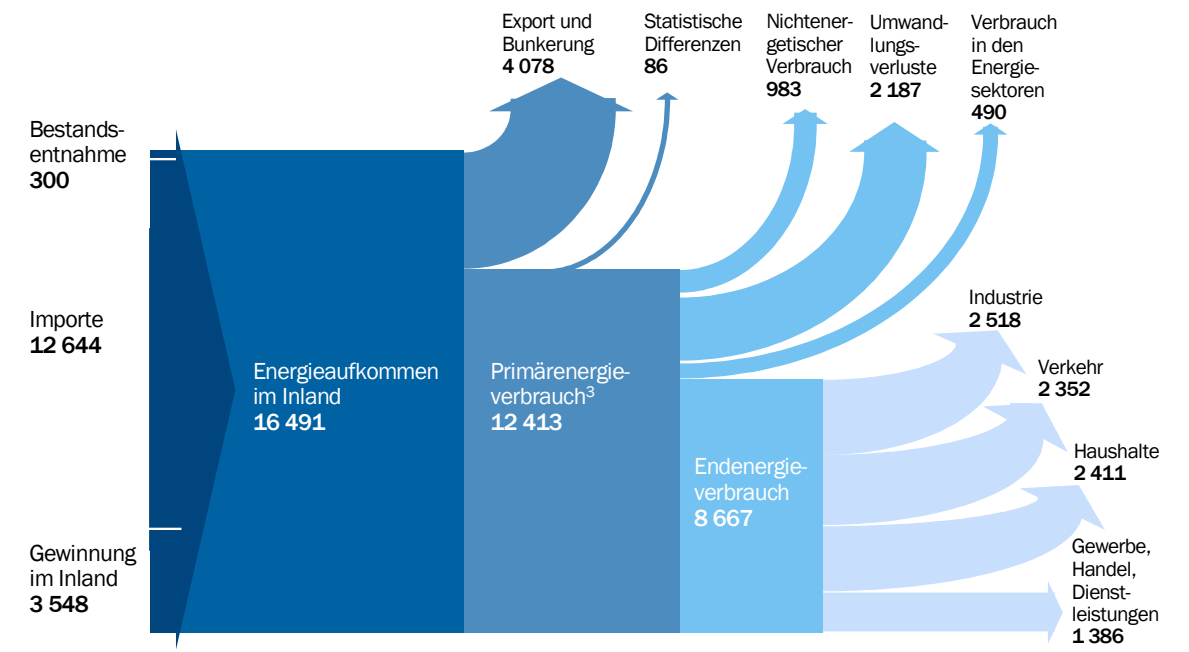 Export und
Bunkerung
4 078
Statistische
Differenzen
86
Nichtener-
getischer
Verbrauch
983
Umwand-
lungs-
verluste
2 187
Verbrauch
in den
Energie-
sektoren
490
Bestands-
entnahme
300
Importe
12 644
Gewinnung
im Inland
3 548
Energieaufkommen
im Inland
16 491
Primärenergie-
verbrauch³
12 413
Endenergie-
verbrauch
8 667
Industrie
2 518
Verkehr
2 352
Haushalte
2 411
Gewerbe,
Handel,
Dienst-
leistungen
1 386